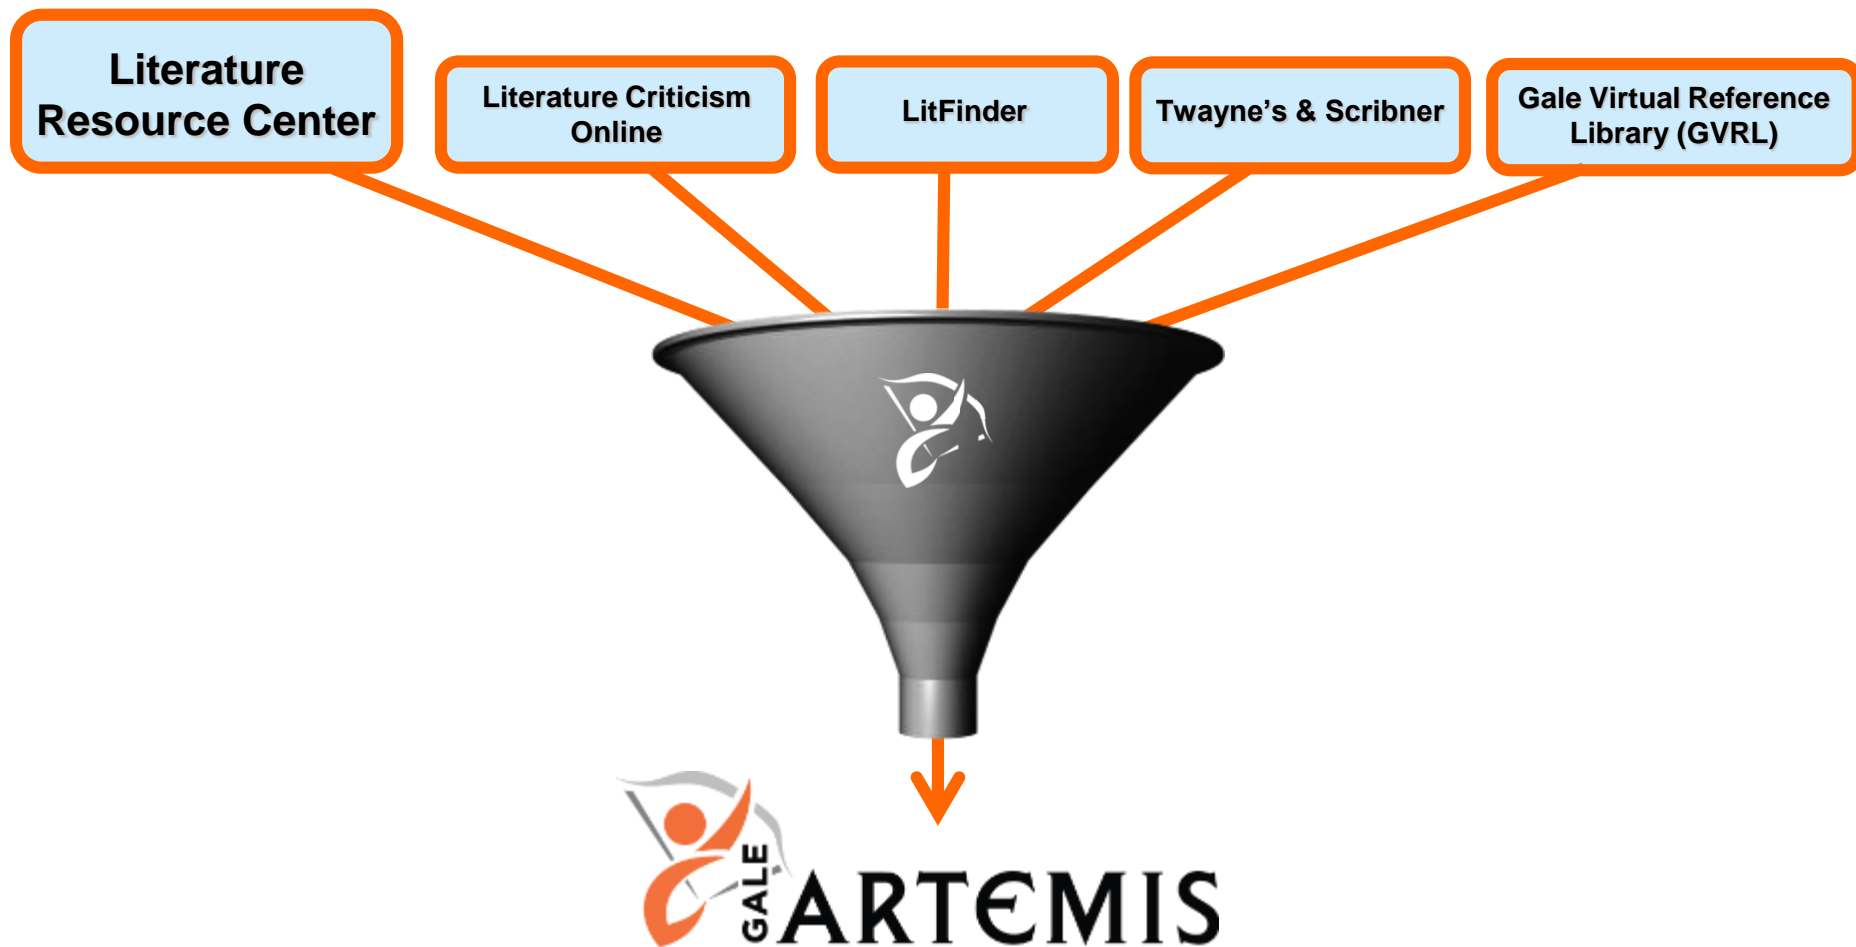 Literature
Resource Center
Literature Criticism
Online
LitFinder
Twayne’s & Scribner
Gale Virtual Reference
Library (GVRL)
GALE
ARTEMIS